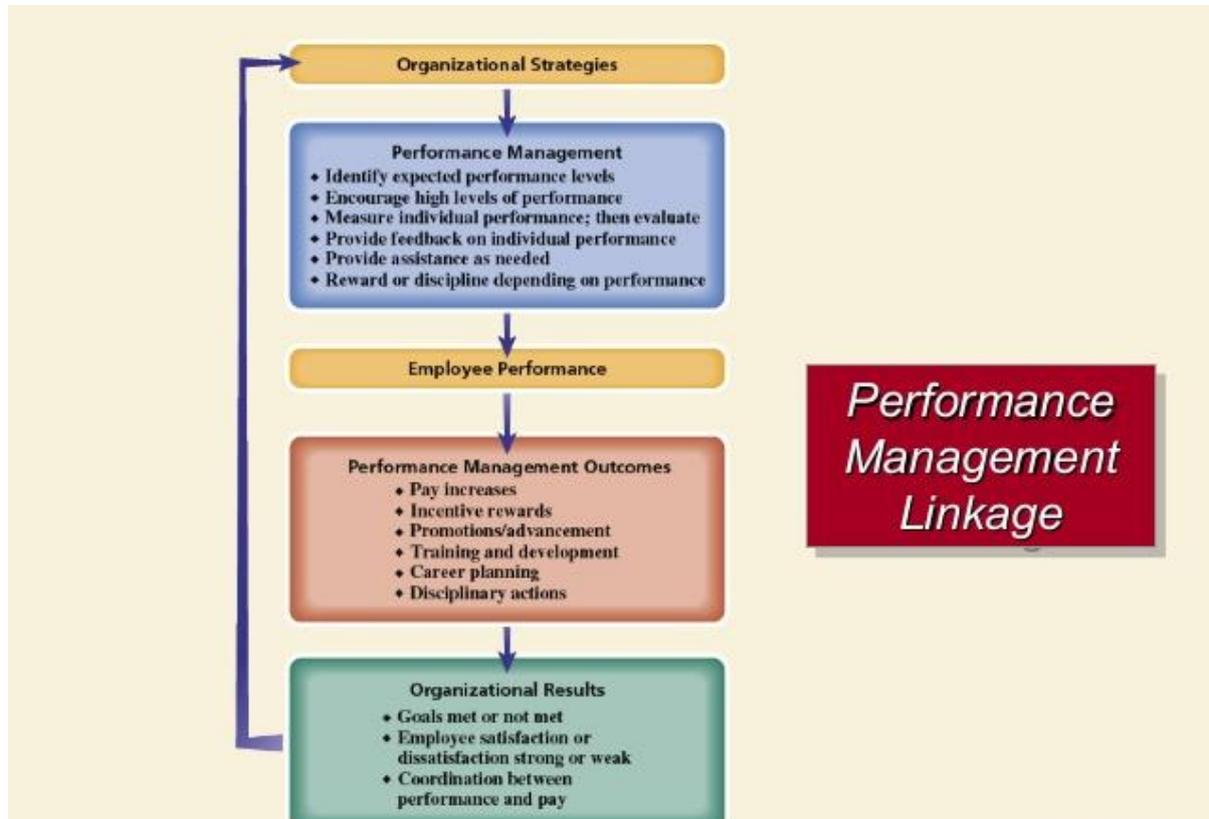 Organizational Strategies
Performance Management
◆ Identify expected performance levels
◆ Encourage high levels of performance
◆ Measure individual performance; then evaluate
◆ Provide feedback on individual performance
◆ Provide assistance as needed
◆ Reward or discipline depending on performance
Employee Performance
Performance Management Outcomes
◆ Pay increases
◆ Incentive rewards
◆ Promotions/advancement
◆ Training and development
◆ Career planning
◆ Disciplinary actions
Organizational Results
◆ Goals met or not met
◆ Employee satisfaction or
dissatisfaction strong or weak
◆ Coordination between
performance and pay
Performance
Management
Linkage